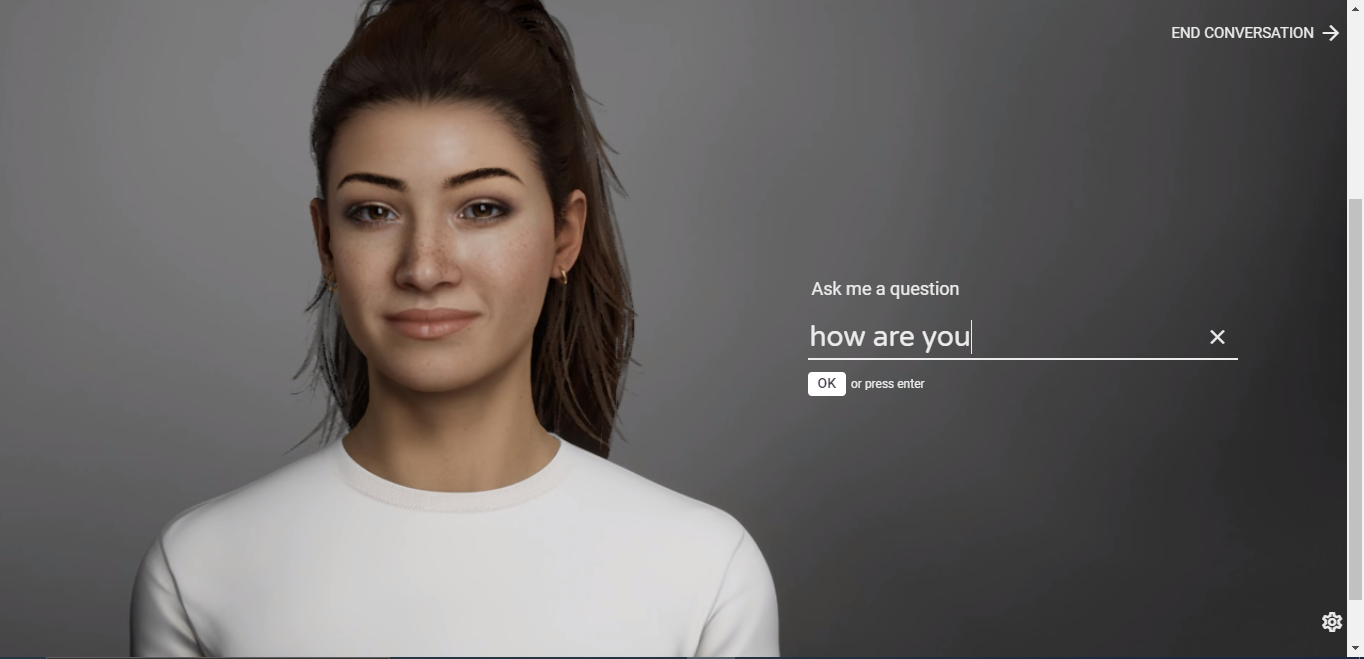 END CONVERSATION
Ask me a question
how are you
OK or press enter